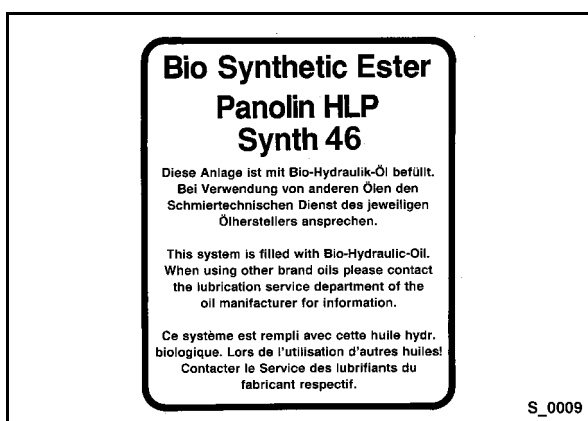 Bio Synthetic Ester
Panolin HLP
Synth 46
Diese Anlage ist mit Bio-Hydraulik-Öl befüllt.
Bei Verwendung von anderen Ölen den
Schmiertechnischen Dienst des jeweiligen
Ölherstellers ansprechen.
This system is filled with Bio-Hydraulic-Oil.
When using other brand oils please contact
the lubrication service department of the
oil manifacturer for information.
Ce système est rempli avec cette huile hydr.
biologique. Lors de l'utilisation d'autres huiles!
Contacter le Service des lubrifiants du
fabricant respectif.
S_0009